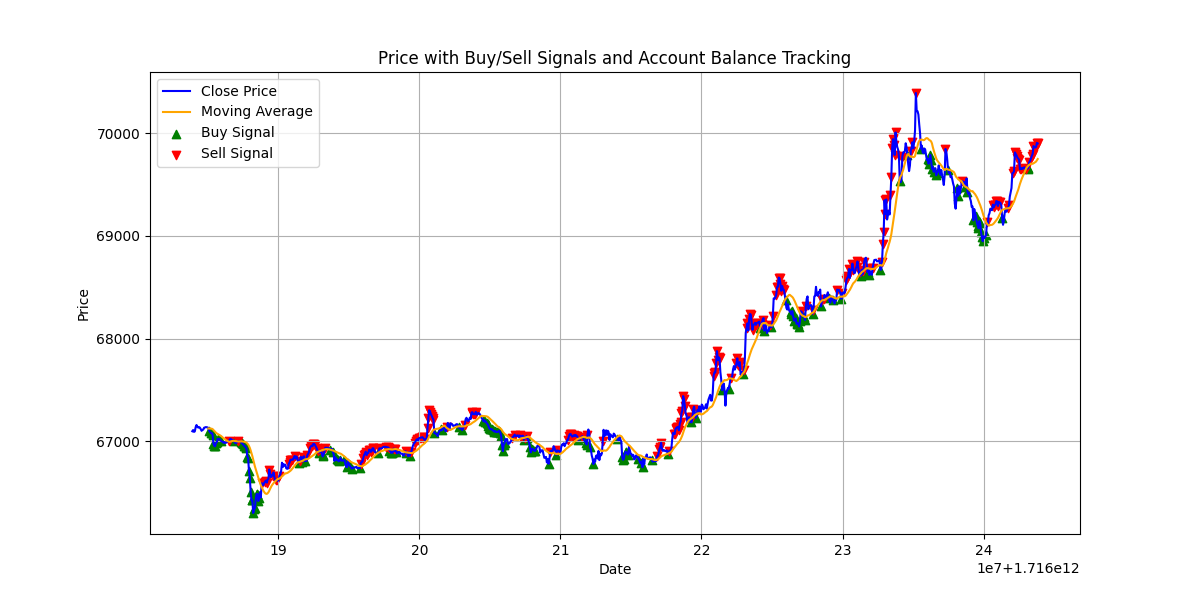 Price with Buy/Sell Signals and Account Balance Tracking
Close Price
Moving Average
Buy Signal
Sell Signal
70000
69000
68000
67000
Price
19 20 21 22 23 24
Date
1e7+1.716e12